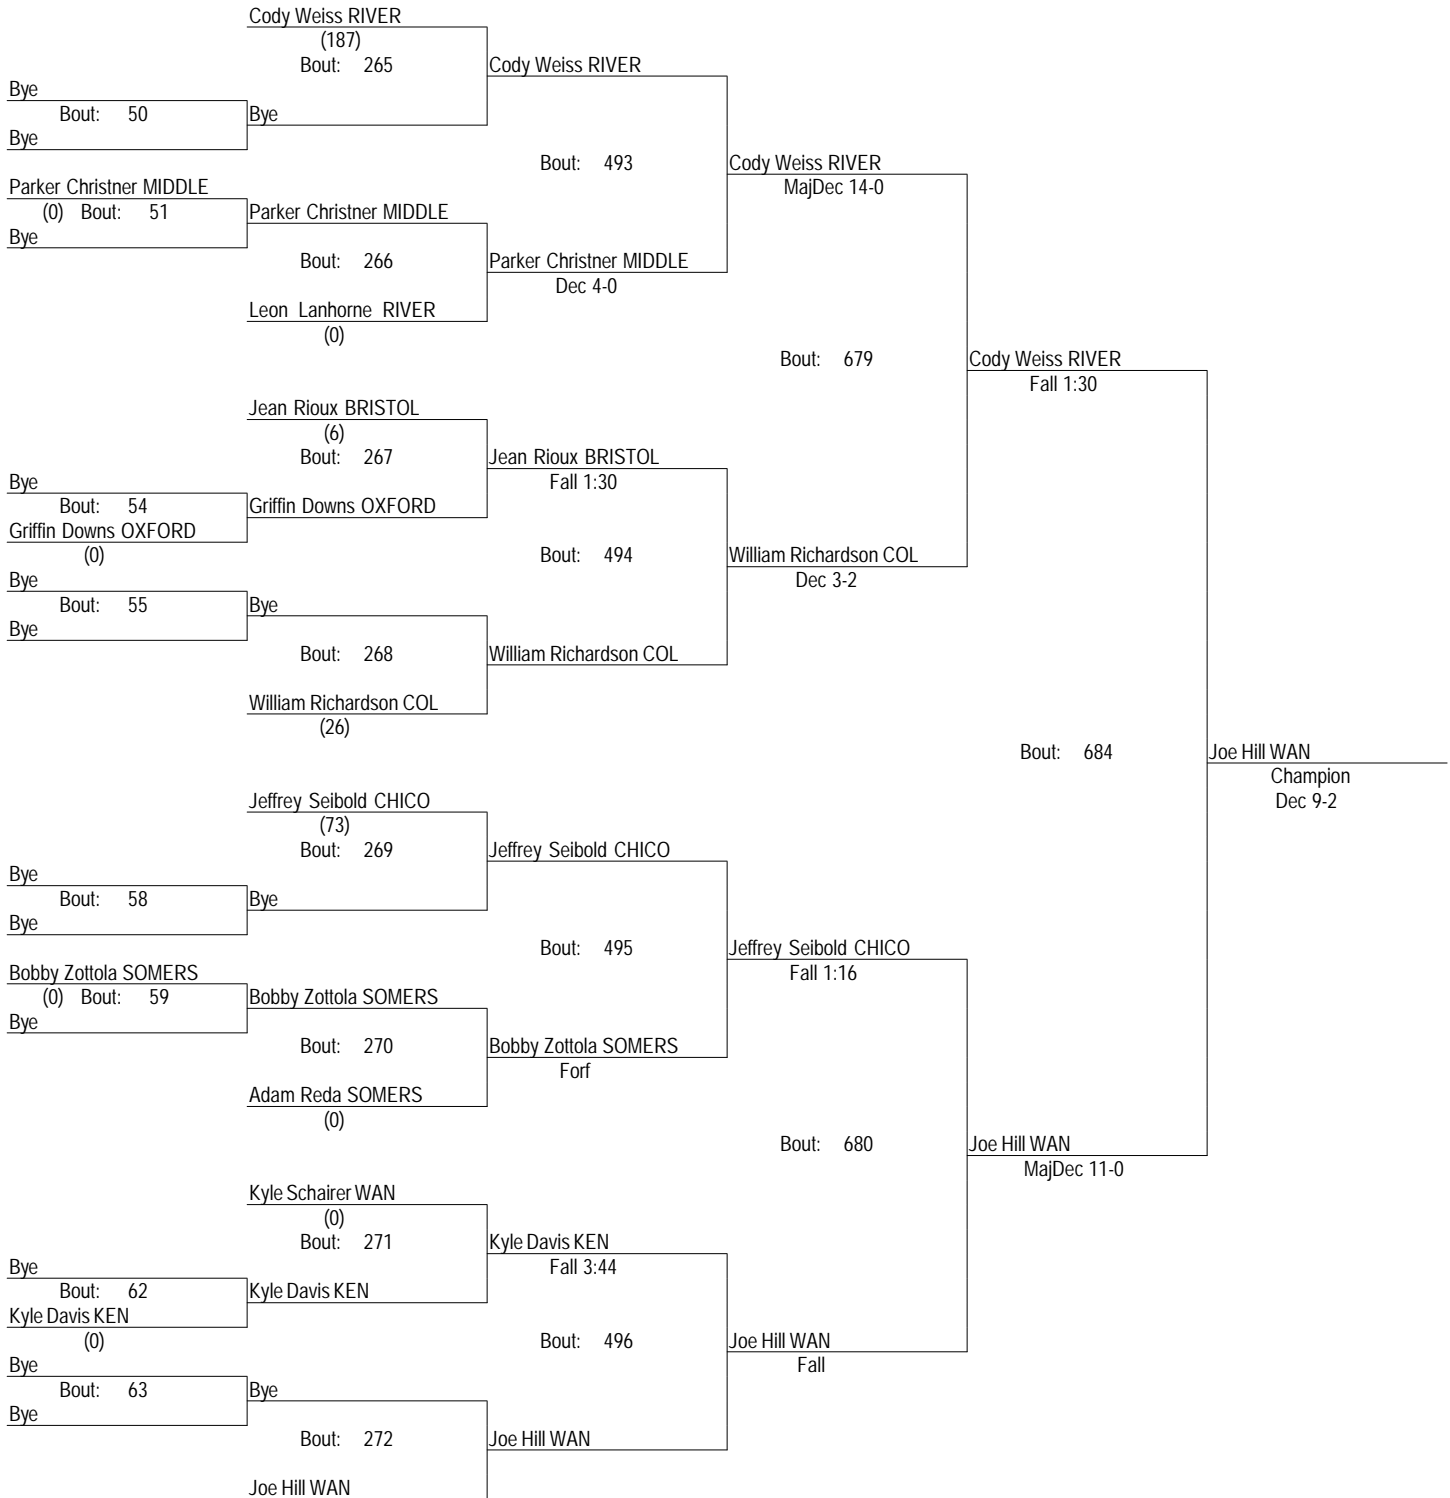 Cody Weiss RIVER
(187)
Bout: 265
Cody Weiss RIVER
Bye
Bout: 50
Bye
Bye
Bout: 493
Cody Weiss RIVER
MajDec 14-0
Parker Christner MIDDLE
(0) Bout: 51
Parker Christner MIDDLE
Bye
Bout: 266
Parker Christner MIDDLE
Dec 4-0
Leon Lanhorne RIVER
(0)
Bout: 679
Cody Weiss RIVER
Fall 1:30
Jean Rioux BRISTOL
(6)
Bout: 267
Jean Rioux BRISTOL
Fall 1:30
Bye
Bout: 54
Griffin Downs OXFORD
Griffin Downs OXFORD
(0)
Bout: 494
William Richardson COL
Dec 3-2
Bye
Bout: 55
Bye
Bye
Bout: 268
William Richardson COL
William Richardson COL
(26)
Bout: 684
Joe Hill WAN
Champion
Dec 9-2
Jeffrey Seibold CHICO
(73)
Bout: 269
Jeffrey Seibold CHICO
Bye
Bout: 58
Bye
Bye
Bout: 495
Jeffrey Seibold CHICO
Fall 1:16
Bobby Zottola SOMERS
(0) Bout: 59
Bobby Zottola SOMERS
Bye
Bout: 270
Bobby Zottola SOMERS
Forf
Adam Reda SOMERS
(0)
Bout: 680
Joe Hill WAN
MajDec 11-0
Kyle Schairer WAN
(0)
Bout: 271
Kyle Davis KEN
Fall 3:44
Bye
Bout: 62
Kyle Davis KEN
Kyle Davis KEN
(0)
Bout: 496
Joe Hill WAN
Fall
Bye
Bout: 63
Bye
Bye
Bout: 272
Joe Hill WAN
Joe Hill WAN